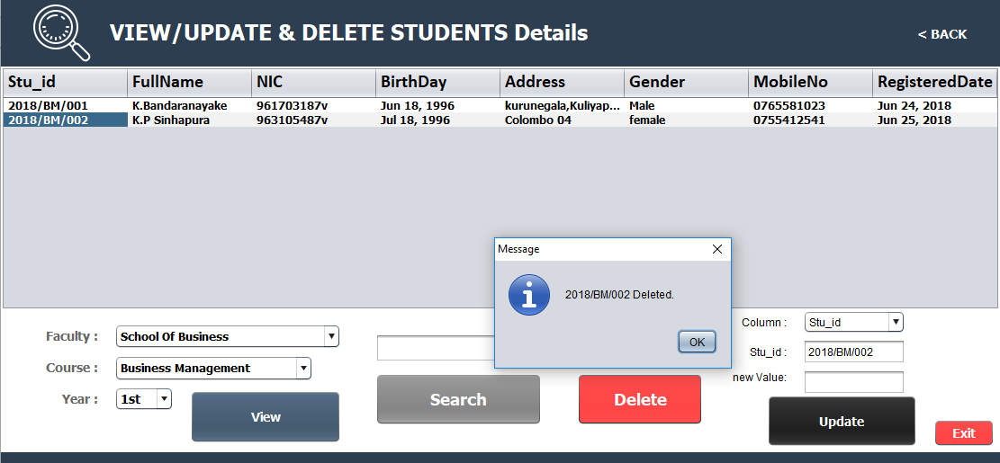 VIEW/UPDATE & DELETE STUDENTS Details
< BACK
Stu_id FullName NIC BirthDay Address Gender MobileNo RegisteredDate
2018/BM/001 K.Bandaranayake 961703187v Jun 18, 1996 kurunegala,Kuliyap... Male 0765581023 Jun 24, 2018
2018/BM/002 K.P Sinhapura 963105487v Jul 18, 1996 Colombo 04 female 0755412541 Jun 25, 2018
Message
2018/BM/002 Deleted.
OK
Faculty : School Of Business
Course : Business Management
Year : 1st
View
Search
Delete
Column : Stu_id
Stu_id : 2018/BM/002
new Value:
Update
Exit